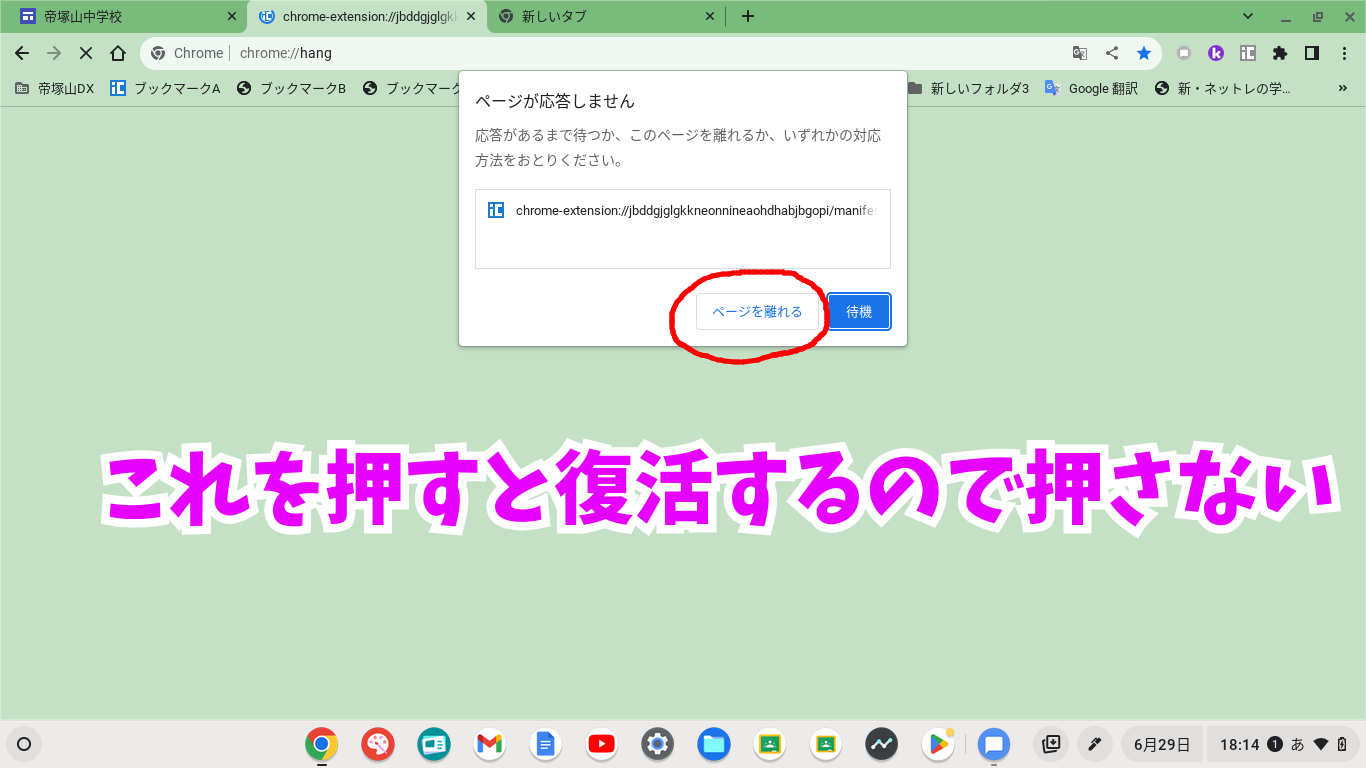 帝塚山中学校
chrome-extension://jbddgjglgkk
新しいタブ
Chrome
chrome://hang
帝塚山DX
ブックマークA
ブックマークB
ブックマーク
新しいフォルダ3
Google 翻訳
新・ネットレの学...
»
ページが応答しません
応答があるまで待つか、このページを離れるか、いずれかの対応
方法をおとりください。
chrome-extension://jbddgjglgkkneonnineaohdhabjbgopi/manifes
ページを離れる
待機
これを押すと復活するので押さない
6月29日
18:14
1
あ